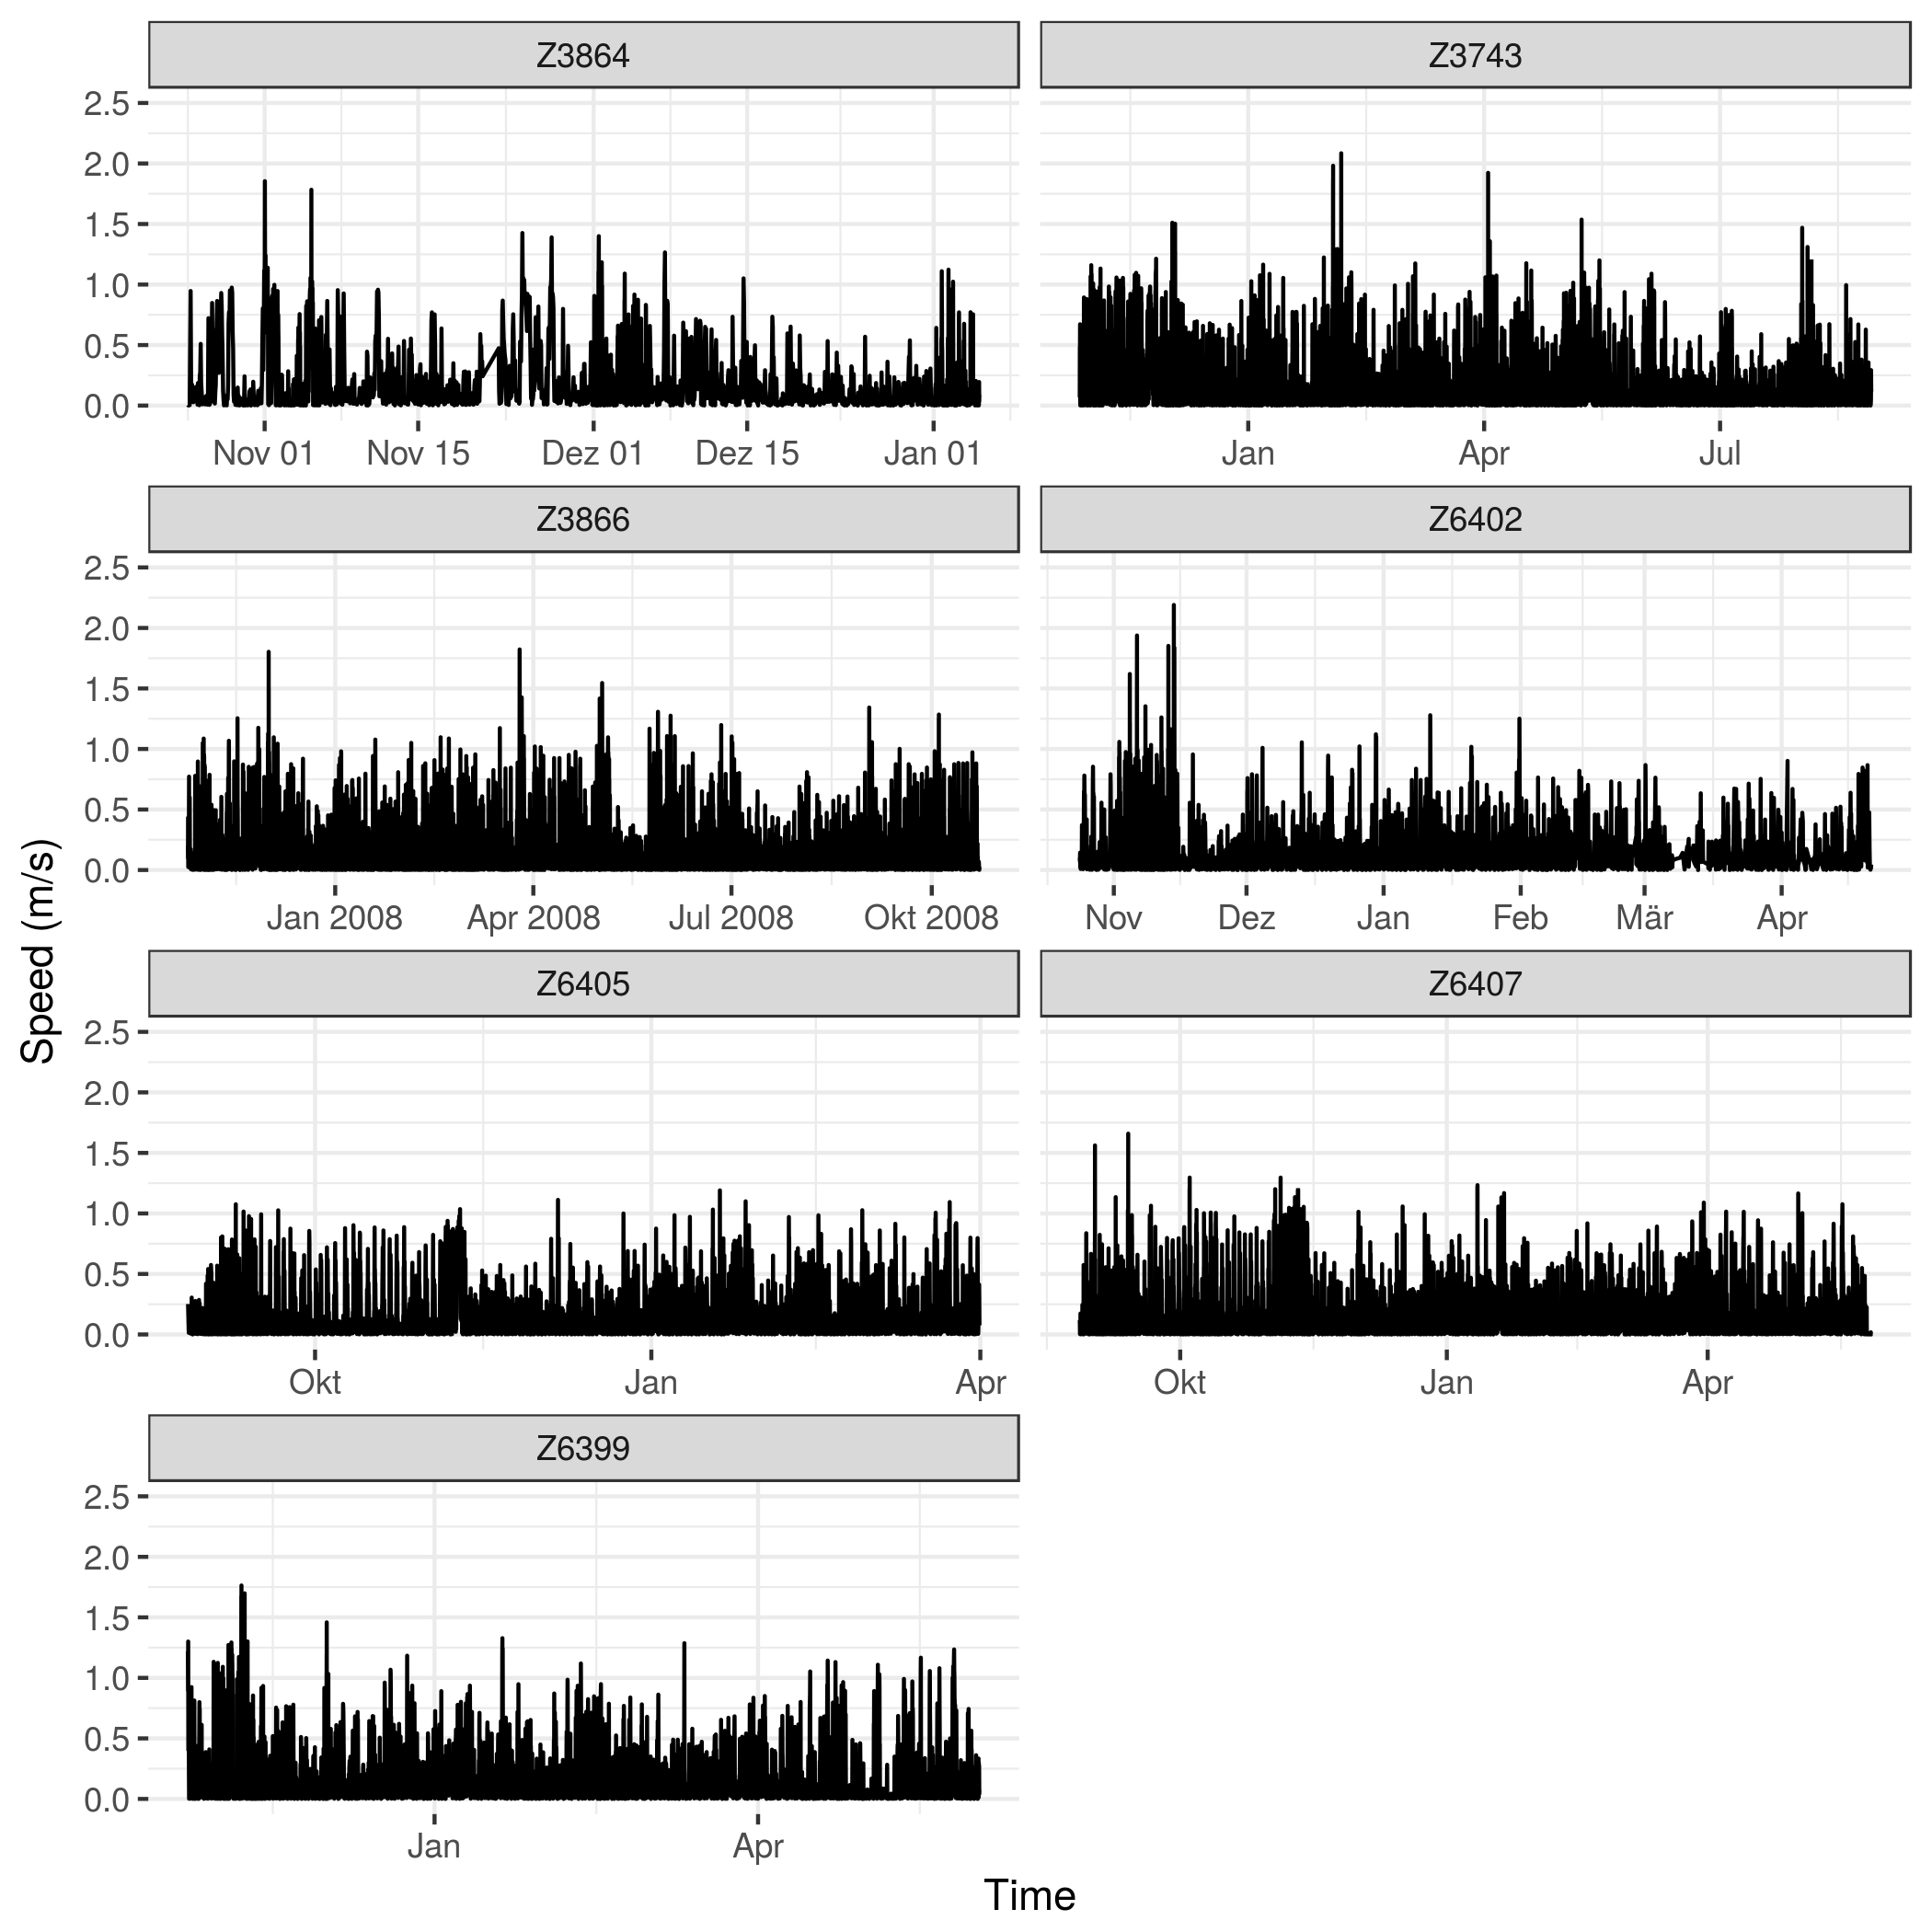 Z3864
Z3743
2.5
2.0
1.5
1.0
0.5
0.0
Nov 01 Nov 15 Dez 01 Dez 15 Jan 01
Jan Apr Jul
Z3866
Z6402
2.5
2.0
1.5
1.0
0.5
0.0
Jan 2008 Apr 2008 Jul 2008 Okt 2008
Nov Dez Jan Feb Mär Apr
Speed (m/s)
Z6405
Z6407
2.5
2.0
1.5
1.0
0.5
0.0
Okt Jan Apr
Okt Jan Apr
Z6399
2.5
2.0
1.5
1.0
0.5
0.0
Jan Apr
Time